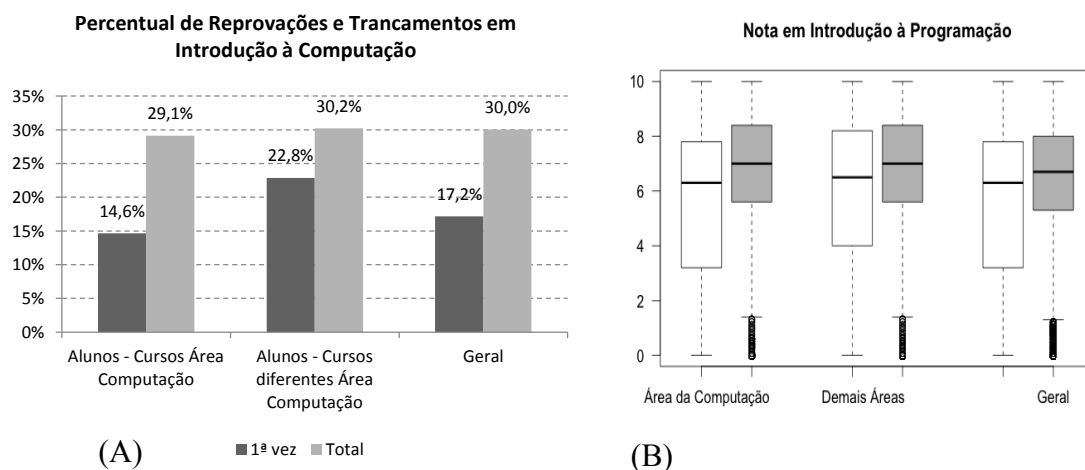 Percentual de Reprovações e Trancamentos em
Introdução à Computação
35%
30%
25%
20%
15%
10%
5%
0%
14,6%
29,1%
22,8%
30,2%
17,2%
30,0%
Alunos - Cursos Área
Computação
Alunos - Cursos
diferentes Área
Computação
Geral
1ª vez
Total
(A)
Nota em Introdução à Programação
10
8
6
4
2
0
Área da Computação
Demais Áreas
Geral
(B)